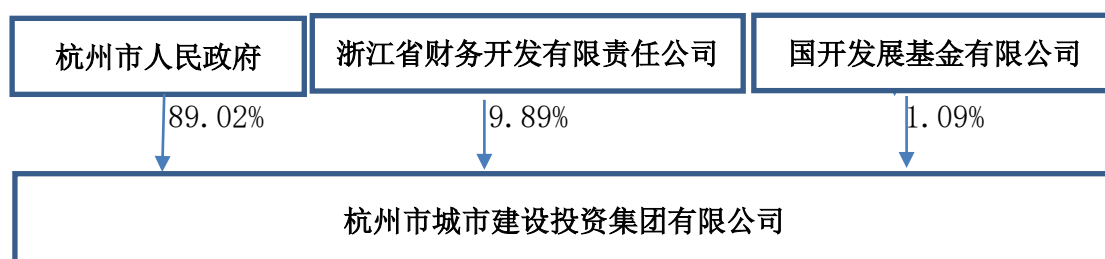 杭州市人民政府
浙江省财务开发有限责任公司
国开发展基金有限公司
89.02%
9.89%
1.09%
杭州市城市建设投资集团有限公司